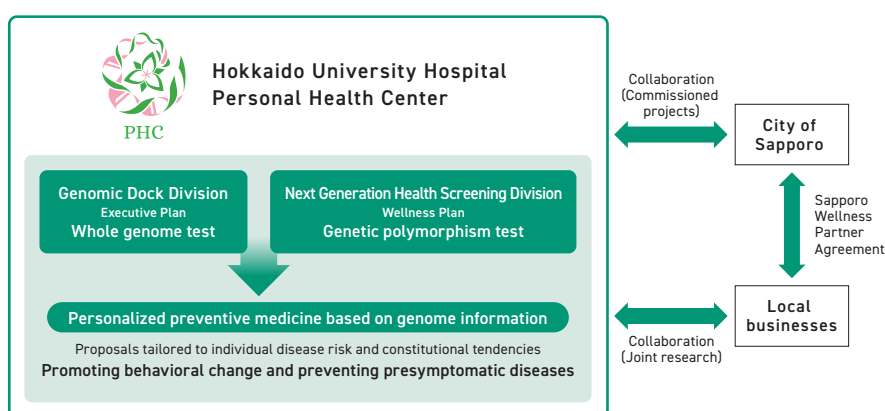 PHC
Hokkaido University Hospital
Personal Health Center
Genomic Dock Division
Executive Plan
Whole genome test
Next Generation Health Screening Division
Wellness Plan
Genetic polymorphism test
Personalized preventive medicine based on genome information
Proposals tailored to individual disease risk and constitutional tendencies
Promoting behavioral change and preventing presymptomatic diseases
Collaboration
(Commissioned
projects)
City of
Sapporo
Sapporo
Wellness
Partner
Agreement
Local
businesses
Collaboration
(Joint research)